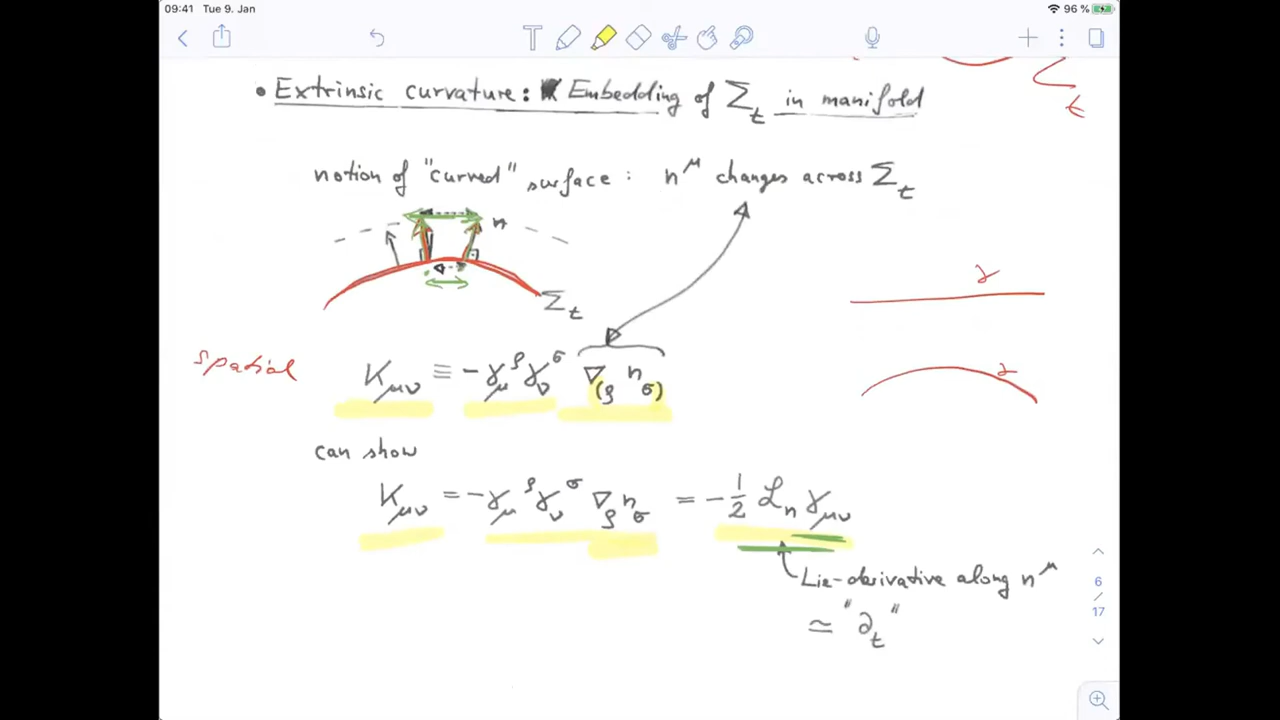 09:41 Tue 9. Jan 96 %
• Extrinsic curvature: Embedding of Σ_t in manifold
t
notion of "curved" surface: n^μ changes across Σ_t
n
Σ_t
γ
spatial
K_μν ≡ -γ_μ^ρ γ_ν^σ ∇_(ρ n_σ)
γ
can show
K_μν = -γ_μ^ρ γ_ν^σ ∇_ρ n_σ = -1/2 ℒ_n γ_μν
Lie-derivative along n^μ
≃ "∂_t"
6
/
17